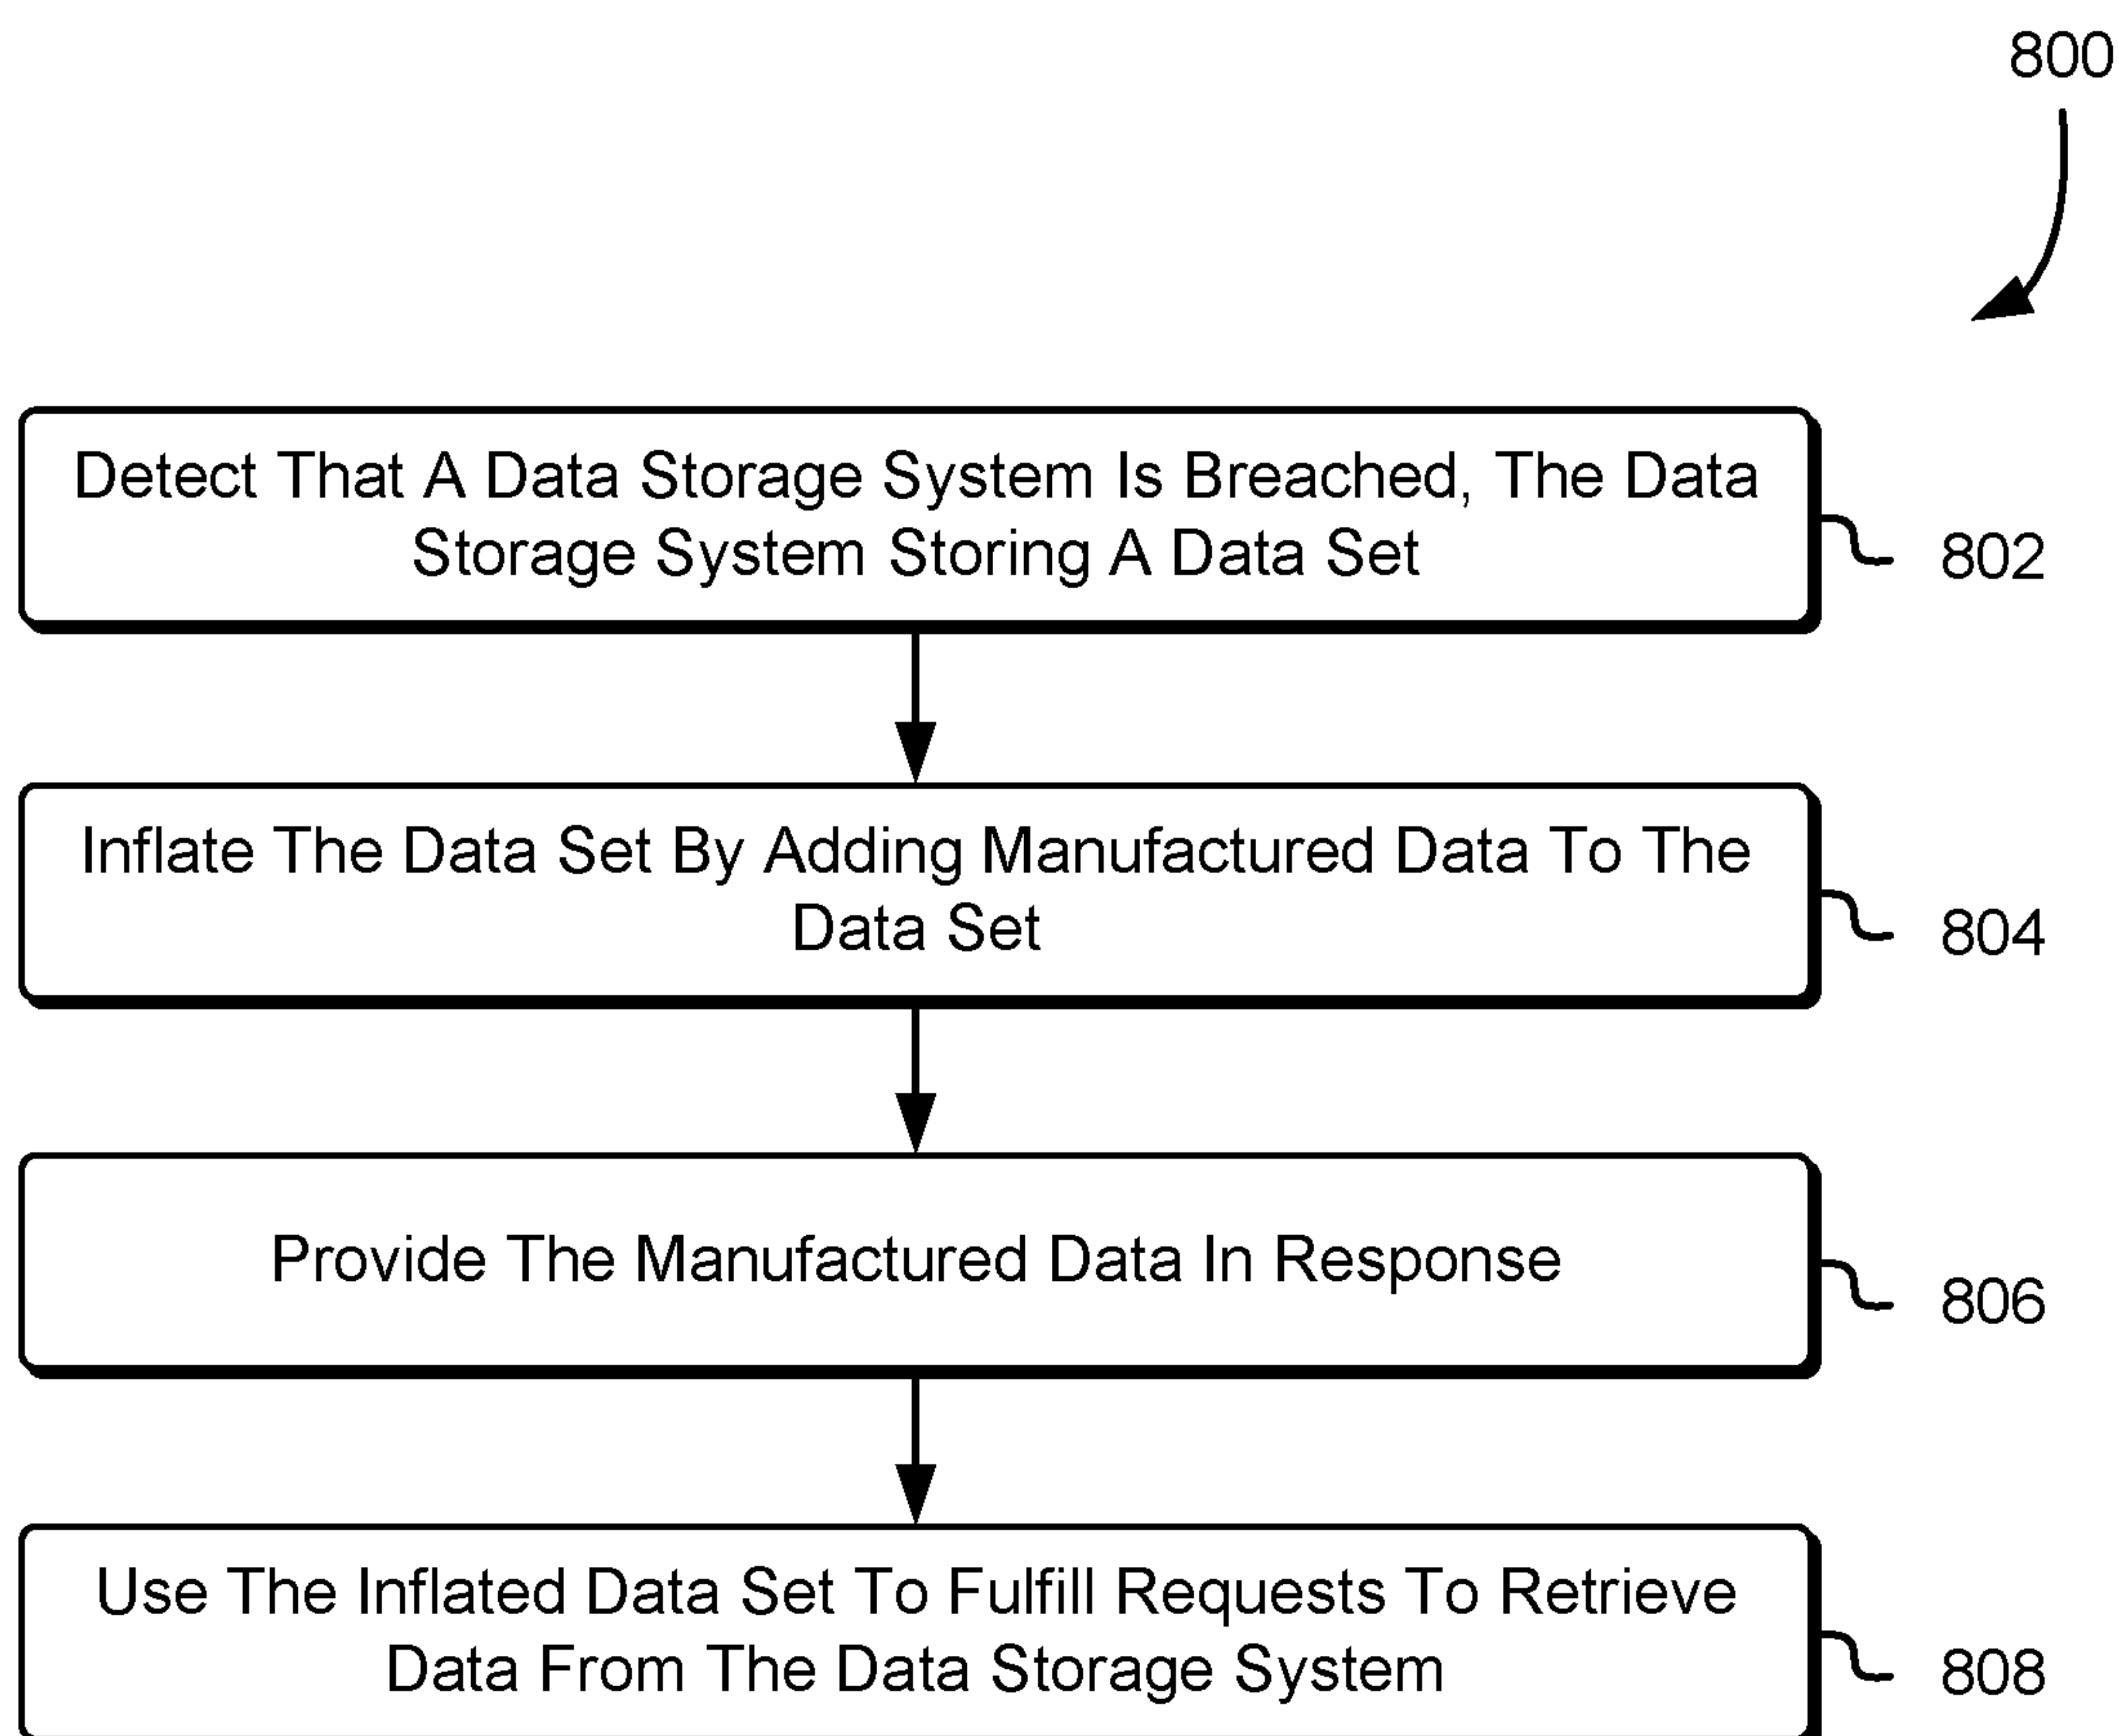 800
Detect That A Data Storage System Is Breached, The Data
Storage System Storing A Data Set
802
Inflate The Data Set By Adding Manufactured Data To The
Data Set
804
Provide The Manufactured Data In Response
806
Use The Inflated Data Set To Fulfill Requests To Retrieve
Data From The Data Storage System
808